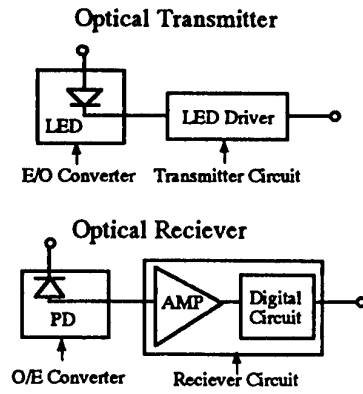 Optical Transmitter
LED
LED Driver
E/O Converter
Transmitter Circuit
Optical Reciever
PD
AMP
Digital
Circuit
O/E Converter
Reciever Circuit